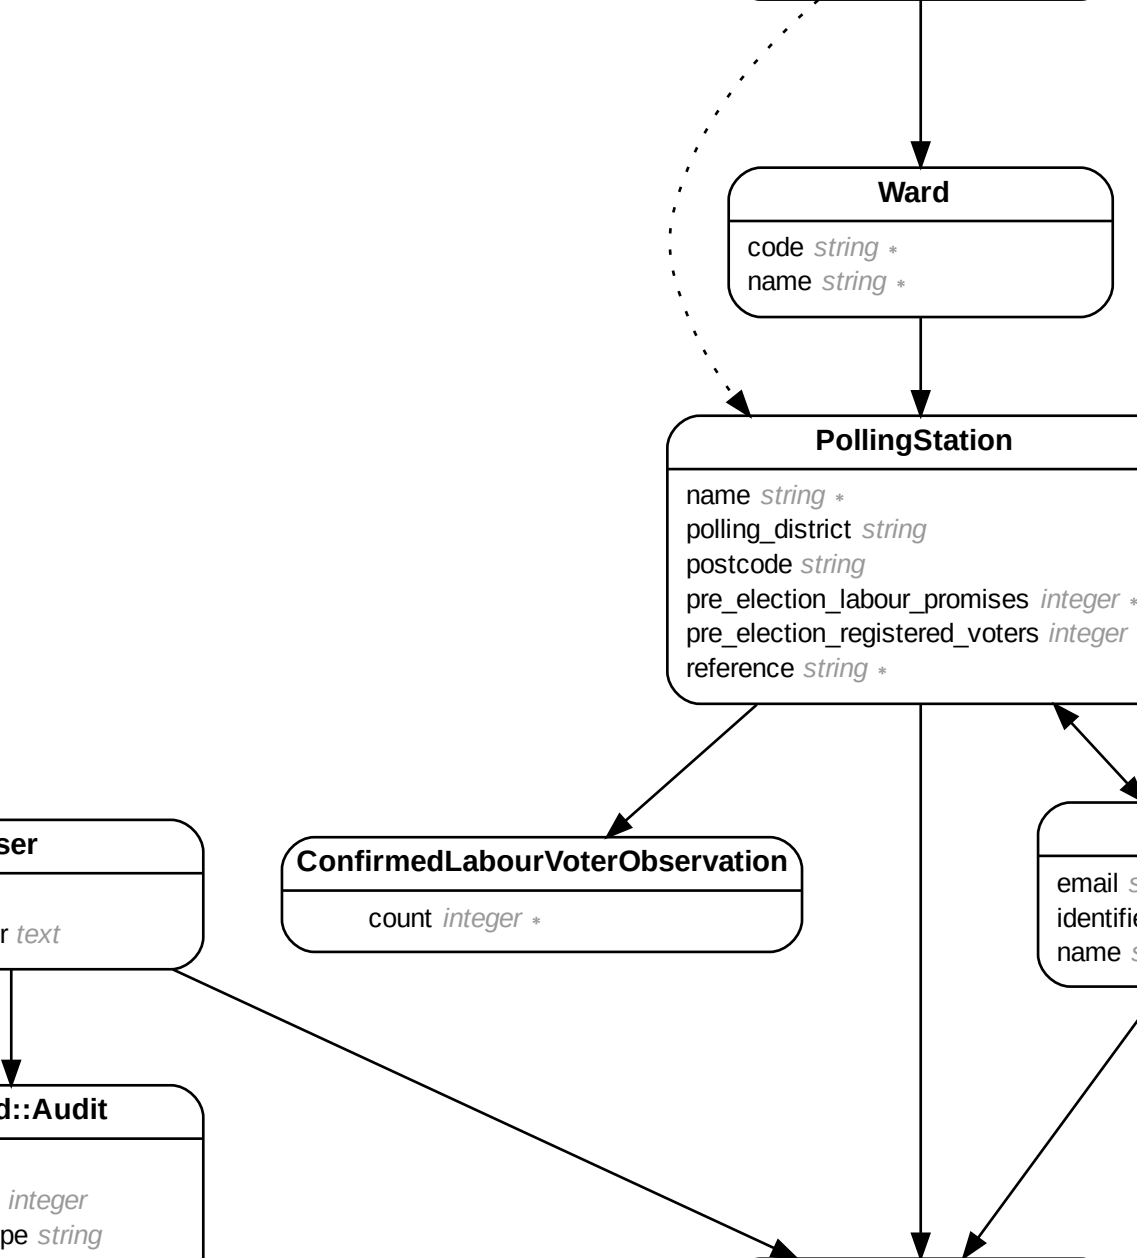 Ward
code string *
name string *
PollingStation
name string *
polling_district string
postcode string
pre_election_labour_promises integer *
pre_election_registered_voters integer
reference string *
ser
r text
ConfirmedLabourVoterObservation
count integer *
email s
identifie
name s
d::Audit
integer
pe string